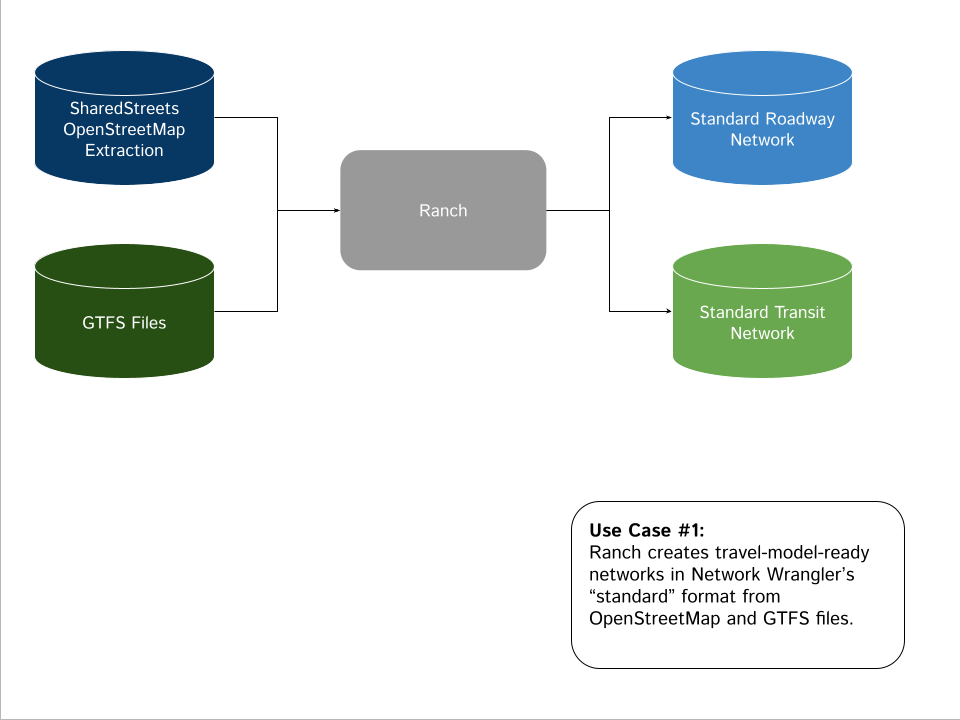 SharedStreets
OpenStreetMap
Extraction
Standard Roadway
Network
Ranch
GTFS Files
Standard Transit
Network
Use Case #1:
Ranch creates travel-model-ready
networks in Network Wrangler’s
“standard” format from
OpenStreetMap and GTFS files.